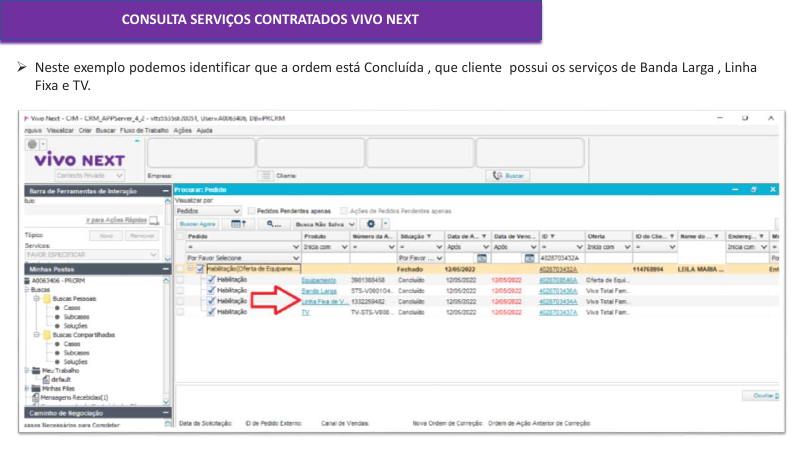 CONSULTA SERVIÇOS CONTRATADOS VIVO NEXT
➢ Neste exemplo podemos identificar que a ordem está Concluída , que cliente possui os serviços de Banda Larga , Linha
Fixa e TV.
Vivo Next - CIM - CRM_APPServer_4_2 -
Arquivo Visualizar Criar Buscar Fluxo de Trabalho Ações Ajuda
VIVO NEXT
Contexto Privado Empresa: Cliente: Buscar
Barra de Ferramentas de Interação
Procurar: Pedido
Visualizar por:
Pedidos Pedidos Pendentes apenas Ações de Pedidos Pendentes apenas
Ir para Ações Rápidas
Buscar Agora Busca Não Salva
Tópico Novo Remover
Serviços:
FAVOR ESPECIFICAR
Pedido Produto Número da A... Situação Data de A... Data de Venc... ID Oferta ID do Clie... Nome do ... Endereç...
= Inicia com = = Após Após = Inicia com = = Inicia com =
Por Favor Selecione Por Favor ... 4028703432A
Minhas Pastas
Habilitação[Oferta de Equipame... Fechado 12/05/2022 4028703432A 114768994 LEILA MARIA ...
Habilitação Equipamento Concluído 12/05/2022 12/05/2022 Oferta de Equi...
Habilitação Banda Larga Concluído 12/05/2022 12/05/2022 4028703436A Vivo Total Fam...
Habilitação Linha Fixa de V... 1332259482 Concluído 12/05/2022 12/05/2022 4028703434A Vivo Total Fam...
Habilitação TV TV-STS-V008... Concluído 12/05/2022 12/05/2022 4028703437A Vivo Total Fam...
A0063406 - PRCRM
Buscas
Buscas Pessoais
Casos
Subcasos
Soluções
Buscas Compartilhadas
Casos
Subcasos
Soluções
Meu Trabalho
default
Minhas Filas
Mensagens Recebidas(1)
Ocultar
Caminho de Negociação
Data da Solicitação: ID de Pedido Externo: Canal de Vendas: Nova Ordem de Correção: Ordem de Ação Anterior de Correção:
Passos Necessários para Completar